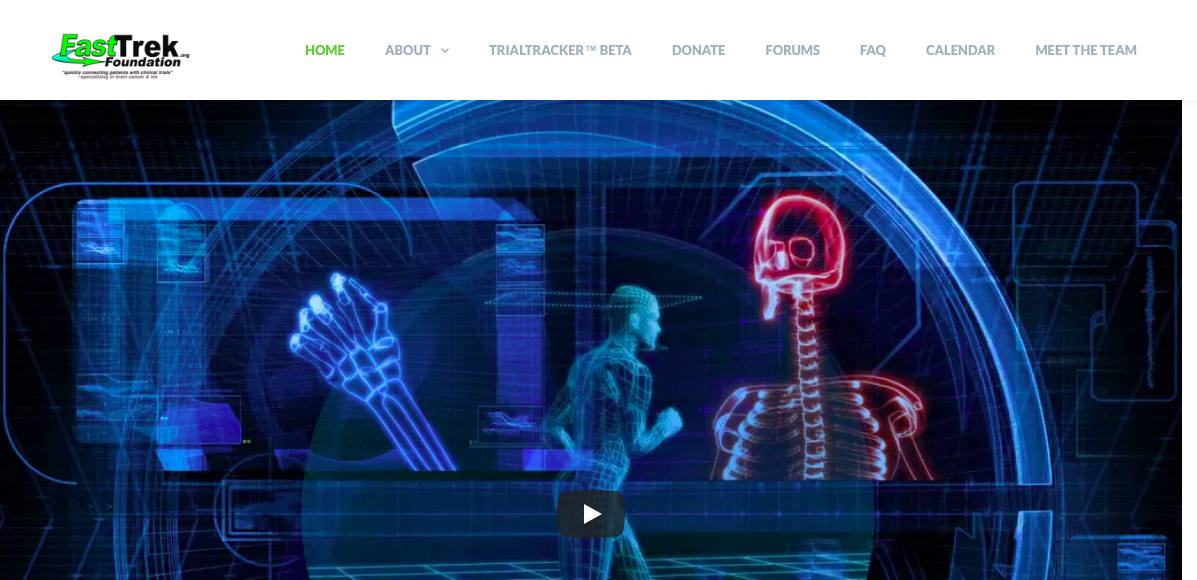 FastTrek.org
Foundation
"quickly connecting patients with clinical trials"
~specializing in brain cancer & ms
HOME
ABOUT
TRIALTRACKER™ BETA
DONATE
FORUMS
FAQ
CALENDAR
MEET THE TEAM